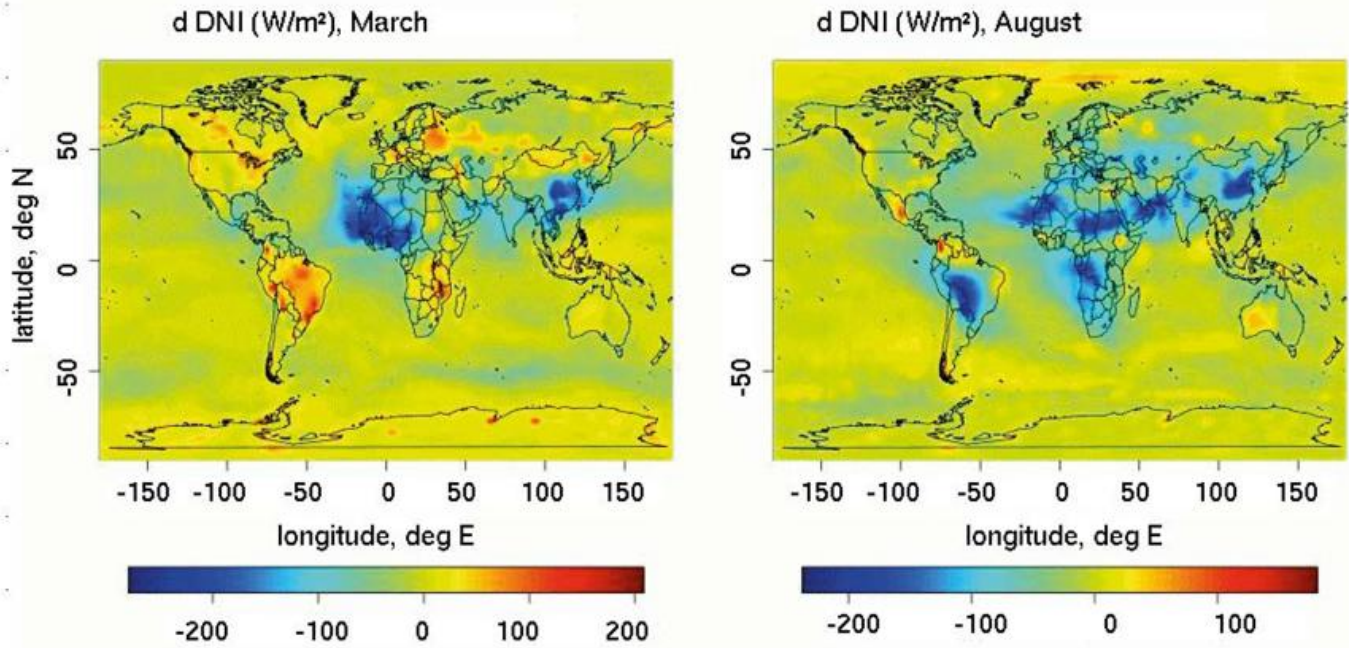 d DNI (W/m²), March
d DNI (W/m²), August
latitude, deg N
50
0
-50
50
0
-50
-150 -100 -50 0 50 100 150
-150 -100 -50 0 50 100 150
longitude, deg E
longitude, deg E
-200 -100 0 100 200
-200 -100 0 100